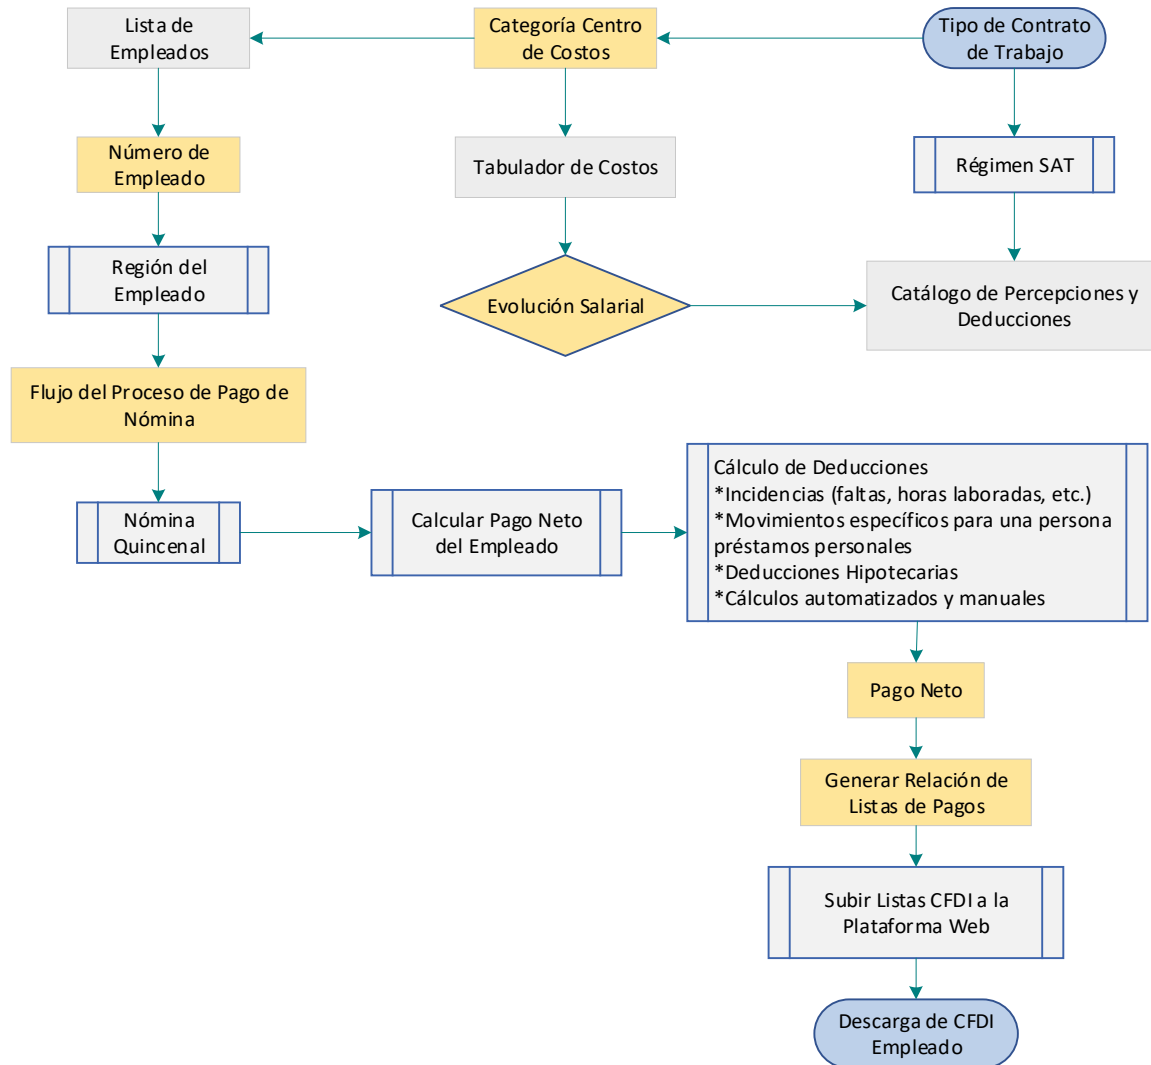 Lista de
Empleados
Categoría Centro
de Costos
Tipo de Contrato
de Trabajo
Número de
Empleado
Tabulador de Costos
Régimen SAT
Región del
Empleado
Evolución Salarial
Catálogo de Percepciones y
Deducciones
Flujo del Proceso de Pago de
Nómina
Nómina
Quincenal
Calcular Pago Neto
del Empleado
Cálculo de Deducciones
*Incidencias (faltas, horas laboradas, etc.)
*Movimientos específicos para una persona
préstamos personales
*Deducciones Hipotecarias
*Cálculos automatizados y manuales
Pago Neto
Generar Relación de
Listas de Pagos
Subir Listas CFDI a la
Plataforma Web
Descarga de CFDI
Empleado